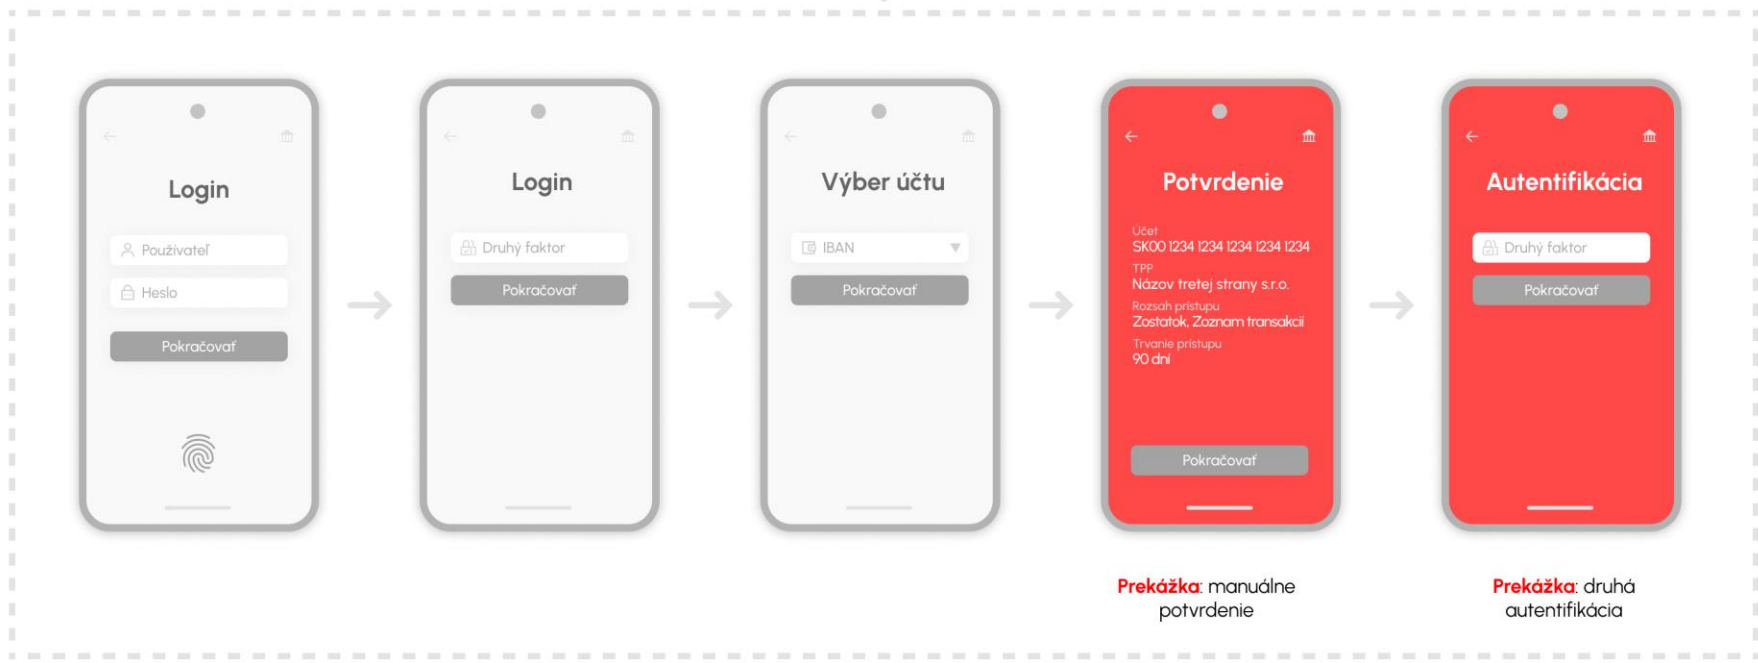 Login
Používateľ
Heslo
Pokračovať
Login
Druhý faktor
Pokračovať
Výber účtu
IBAN
Pokračovať
Potvrdenie
Účet
SK00 1234 1234 1234 1234 1234
TPP
Názov tretej strany s.r.o.
Rozsah prístupu
Zostatok, Zoznam transakcií
Trvanie prístupu
90 dní
Pokračovať
Prekážka: manuálne
potvrdenie
Autentifikácia
Druhý faktor
Pokračovať
Prekážka: druhá
autentifikácia